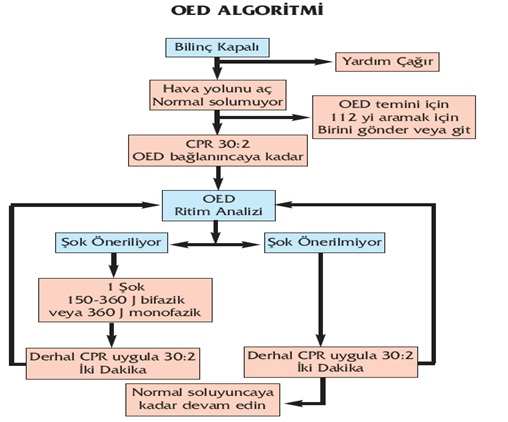 OED ALGORİTMİ
Bilinç Kapalı
Yardım Çağır
Hava yolunu aç
Normal solumuyor
OED temini için
112 yi aramak için
Birini gönder veya git
CPR 30:2
OED bağlanıncaya kadar
OED
Ritim Analizi
Şok Öneriliyor
Şok Önerilmiyor
1 Şok
150-360 J bifazik
veya 360 J monofazik
Derhal CPR uygula 30:2
İki Dakika
Derhal CPR uygula 30:2
İki Dakika
Normal soluyuncaya
kadar devam edin